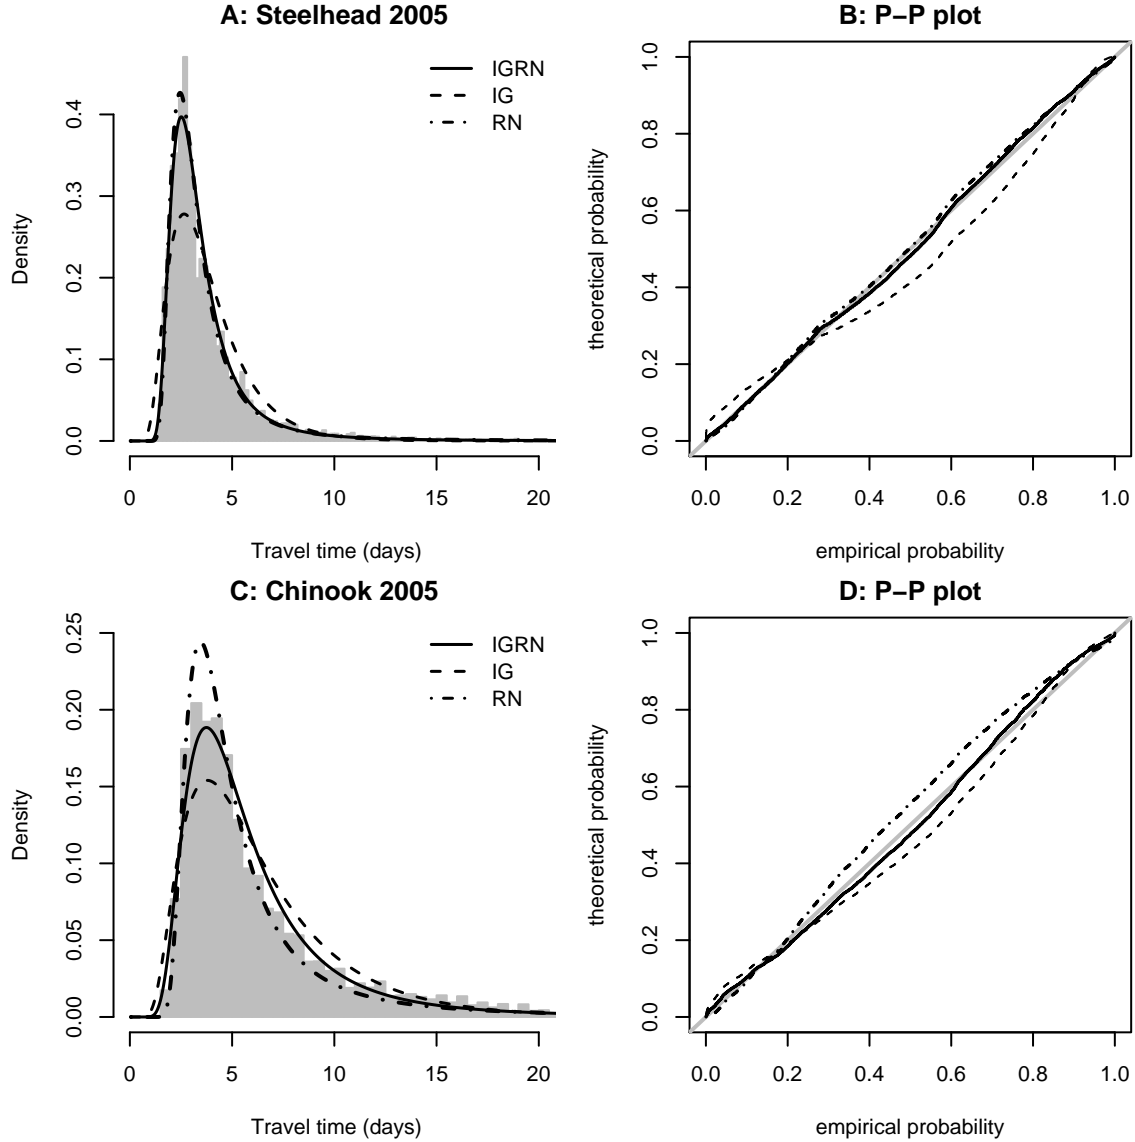 A: Steelhead 2005
IGRN
IG
RN
Density
0.0 0.1 0.2 0.3 0.4
0 5 10 15 20
Travel time (days)
B: P–P plot
theoretical probability
0.0 0.2 0.4 0.6 0.8 1.0
0.0 0.2 0.4 0.6 0.8 1.0
empirical probability
C: Chinook 2005
IGRN
IG
RN
Density
0.00 0.05 0.10 0.15 0.20 0.25
0 5 10 15 20
Travel time (days)
D: P–P plot
theoretical probability
0.0 0.2 0.4 0.6 0.8 1.0
0.0 0.2 0.4 0.6 0.8 1.0
empirical probability